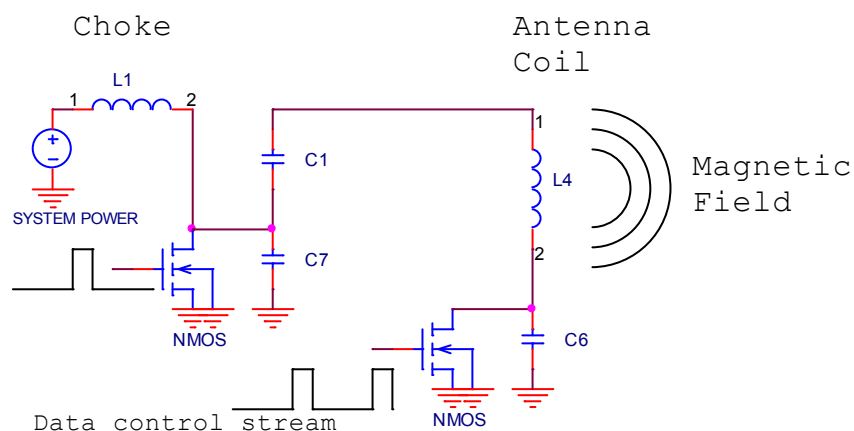 Choke
Antenna
Coil
L1
1
2
1
C1
L4
Magnetic
Field
SYSTEM POWER
C7
2
NMOS
C6
NMOS
Data control stream